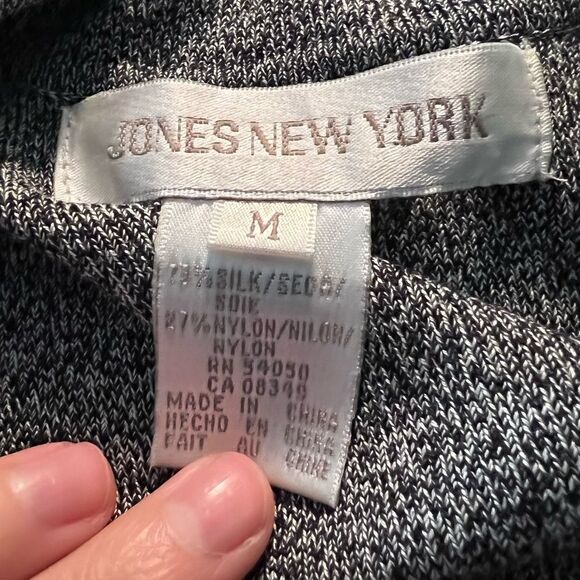 JONES NEW YORK
M
73% SILK/SEDA/
SOIE
27% NYLON/NILON/
NYLON
RN 54050
CA 08346
MADE IN CHINA
HECHO EN CHINA
FAIT AU CHINE